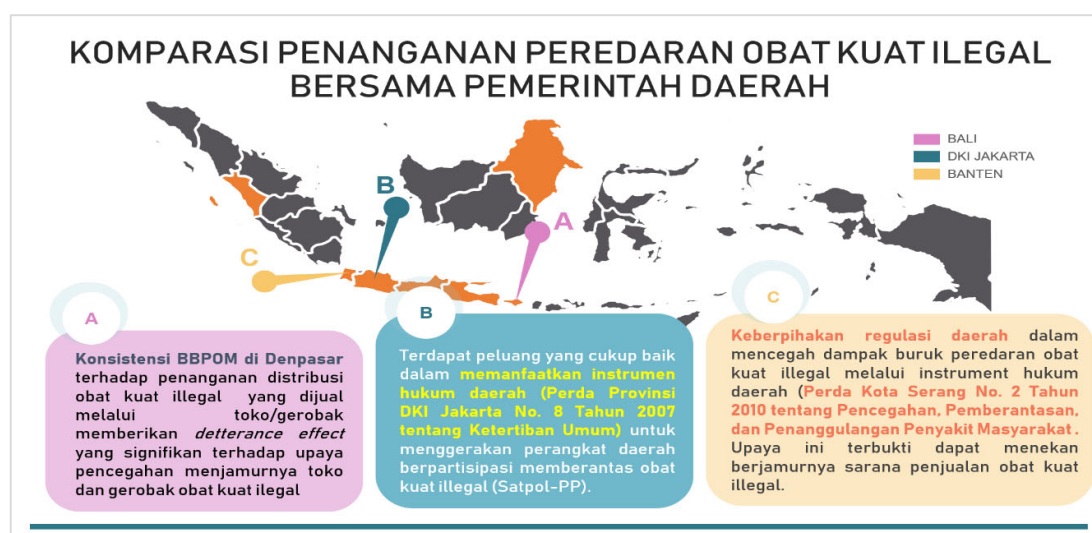 KOMPARASI PENANGANAN PEREDARAN OBAT KUAT ILEGAL
BERSAMA PEMERINTAH DAERAH
BALI
DKI JAKARTA
BANTEN
B
A
C
A
Konsistensi BBPOM di Denpasar
terhadap penanganan distribusi
obat kuat illegal yang dijual
melalui toko/gerobak
memberikan detterance effect
yang signifikan terhadap upaya
pencegahan menjamurnya toko
dan gerobak obat kuat ilegal
B
Terdapat peluang yang cukup baik
dalam memanfaatkan instrumen
hukum daerah (Perda Provinsi
DKI Jakarta No. 8 Tahun 2007
tentang Ketertiban Umum) untuk
menggerakan perangkat daerah
berpartisipasi memberantas obat
kuat illegal (Satpol-PP).
C
Keberpihakan regulasi daerah dalam
mencegah dampak buruk peredaran obat
kuat illegal melalui instrument hukum
daerah (Perda Kota Serang No. 2 Tahun
2010 tentang Pencegahan, Pemberantasan,
dan Penanggulangan Penyakit Masyarakat .
Upaya ini terbukti dapat menekan
berjamurnya sarana penjualan obat kuat
illegal.